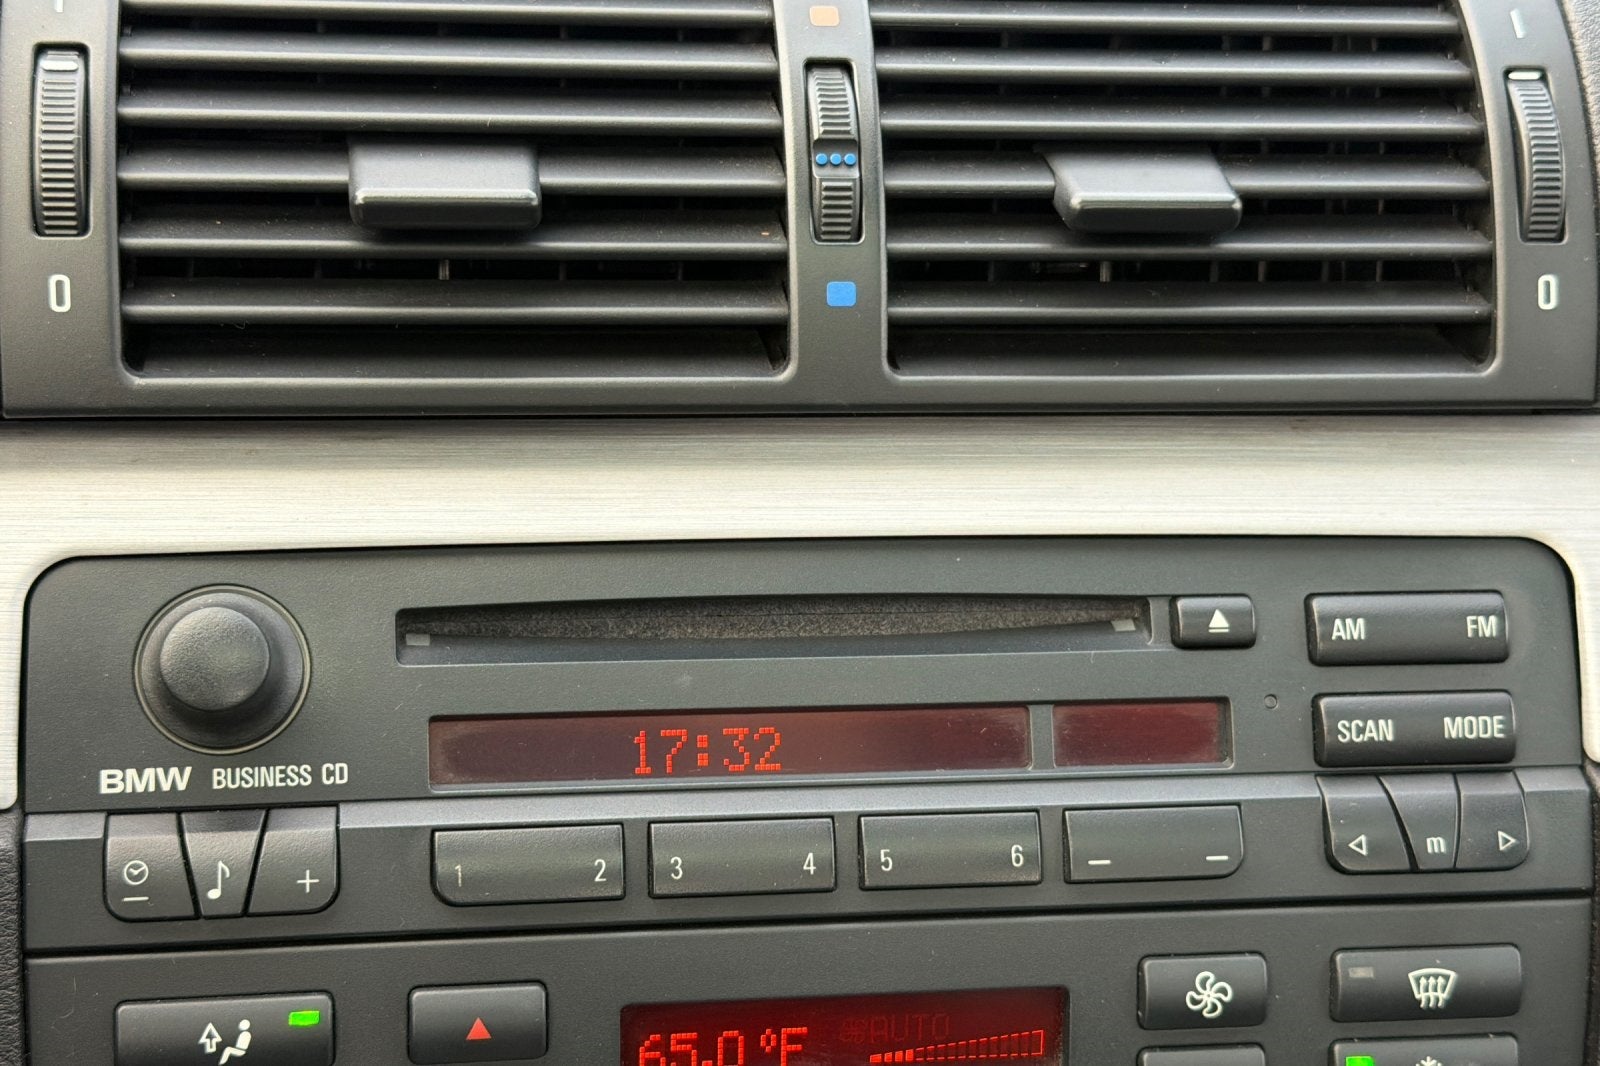 0
0
AM FM
17:32
SCAN MODE
BMW BUSINESS CD
1 2 3 4 5 6 m
65.0 °F AUTO